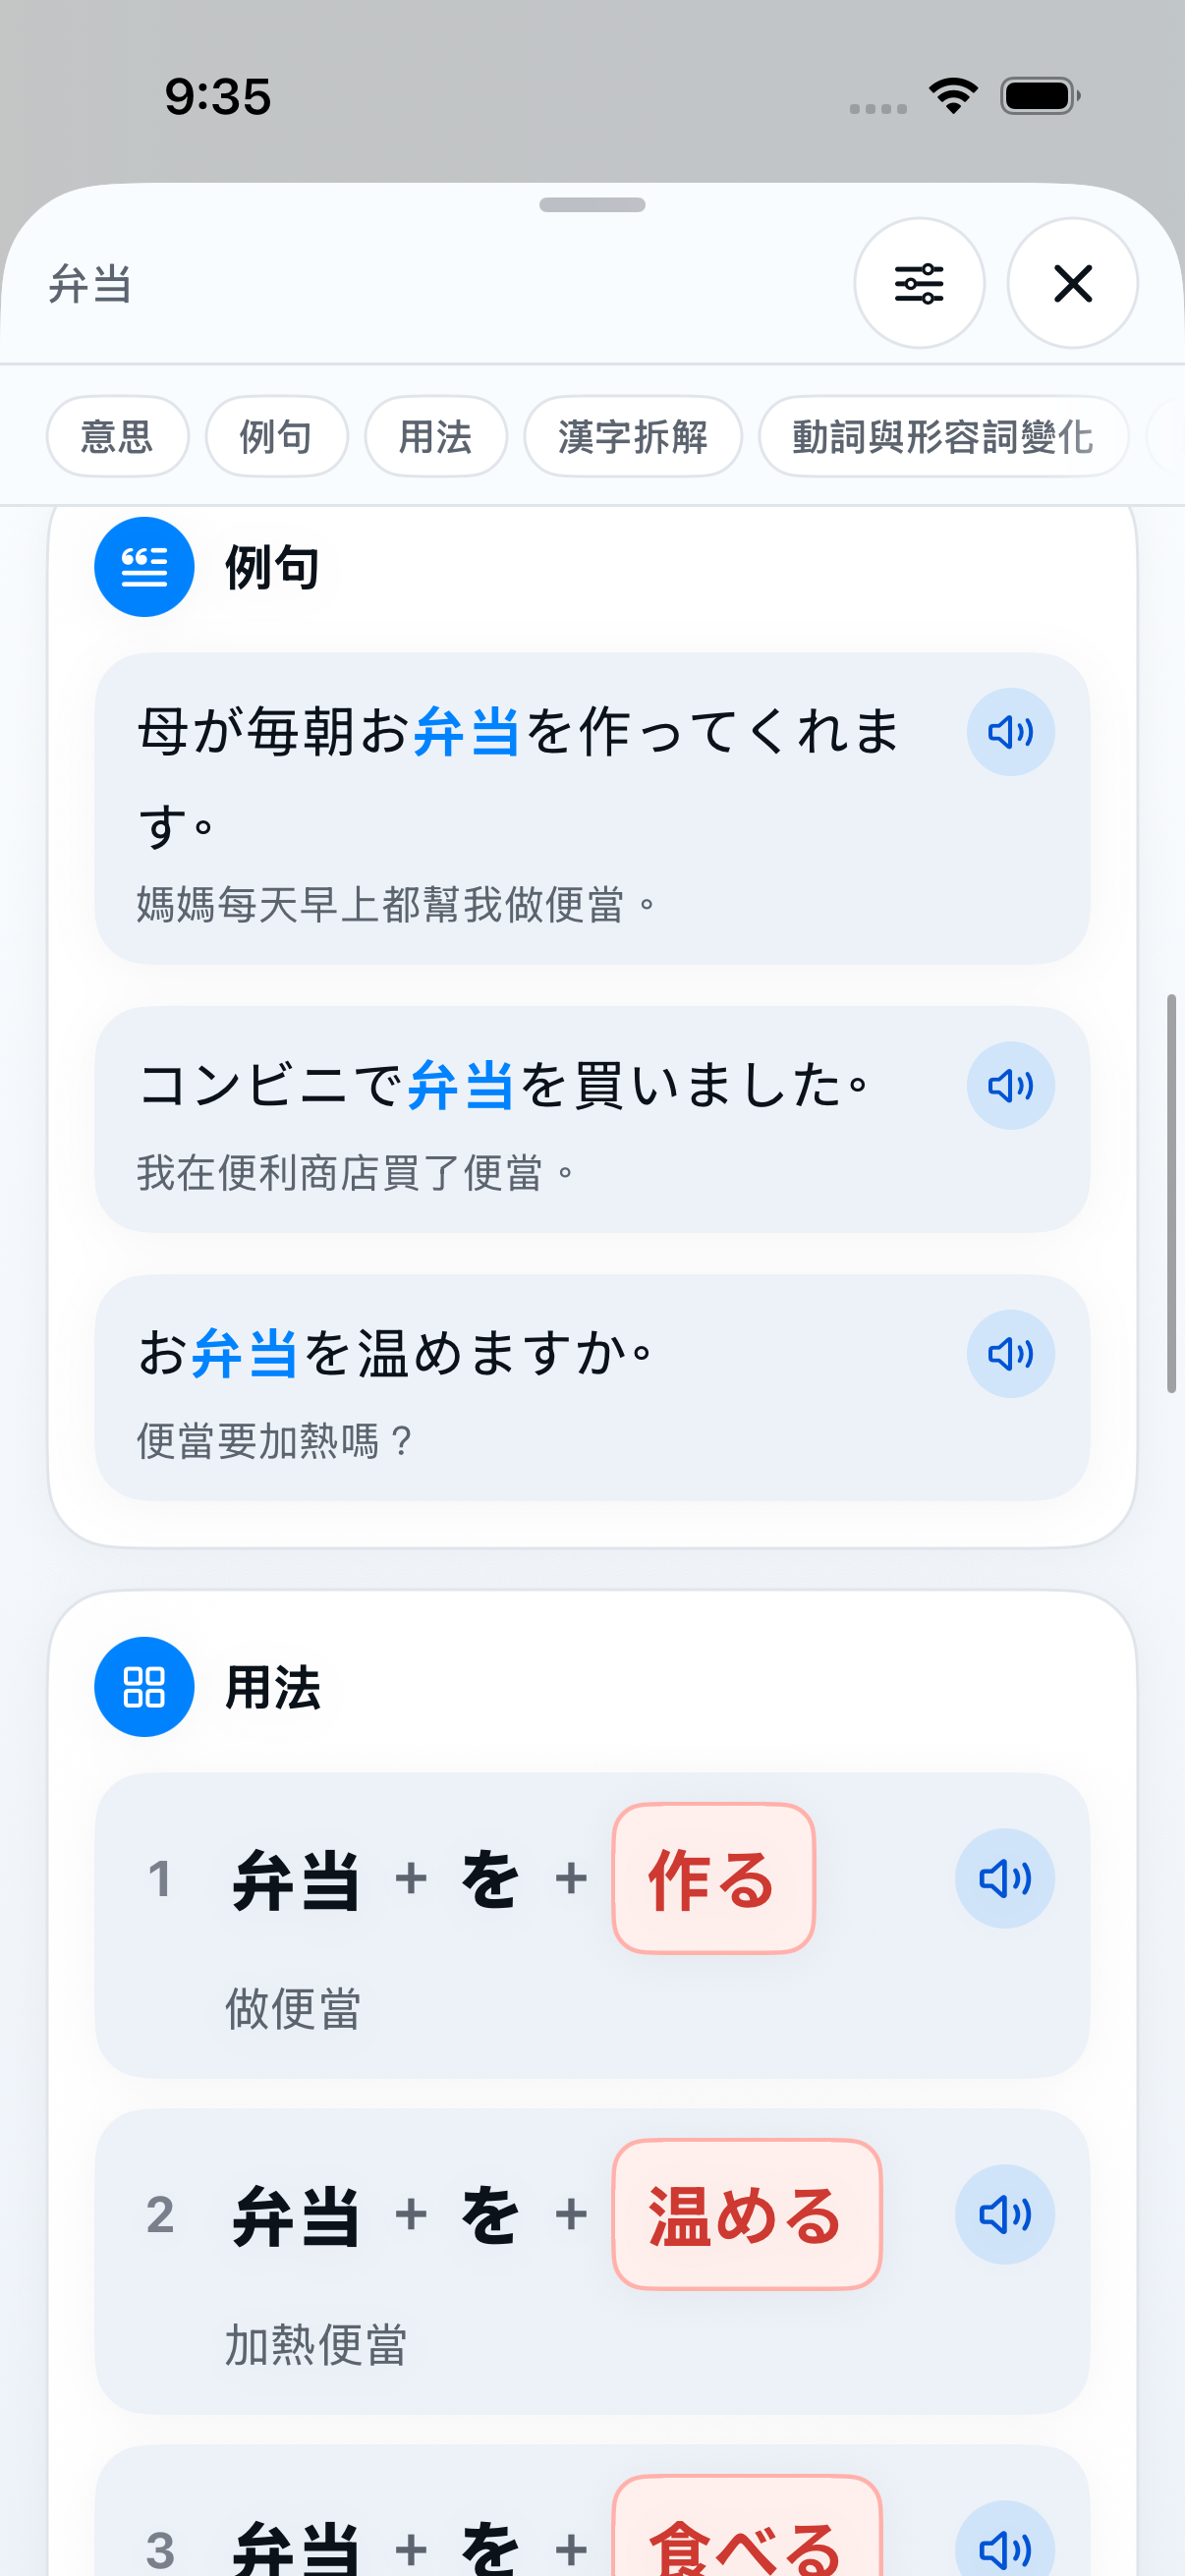 9:35
弁当
意思
例句
用法
漢字拆解
動詞與形容詞變化
例句
母が毎朝お弁当を作ってくれま
す。
媽媽每天早上都幫我做便當。
コンビニで弁当を買いました。
我在便利商店買了便當。
お弁当を温めますか。
便當要加熱嗎？
用法
1 弁当 + を + 作る
做便當
2 弁当 + を + 温める
加熱便當
3 弁当 + を + 食べる